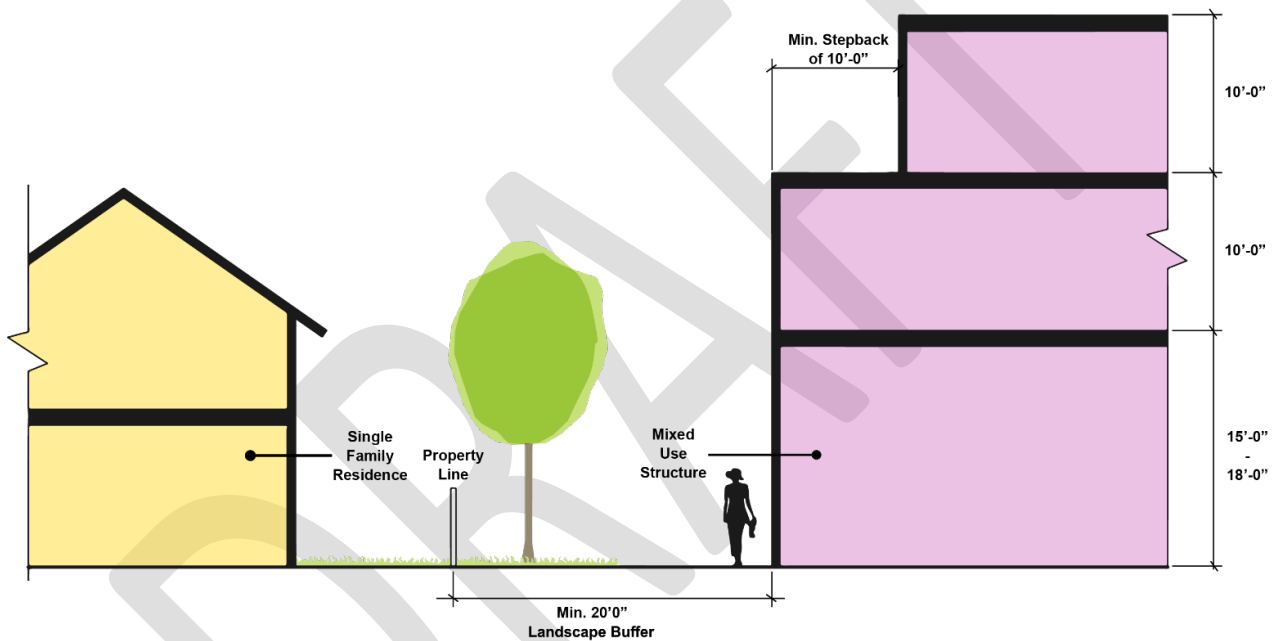 Min. Stepback
of 10’-0”
10’-0”
10’-0”
Single
Family
Residence
Property
Line
Mixed
Use
Structure
15’-0”
-
18’-0”
Min. 20’0”
Landscape Buffer
DRAFT